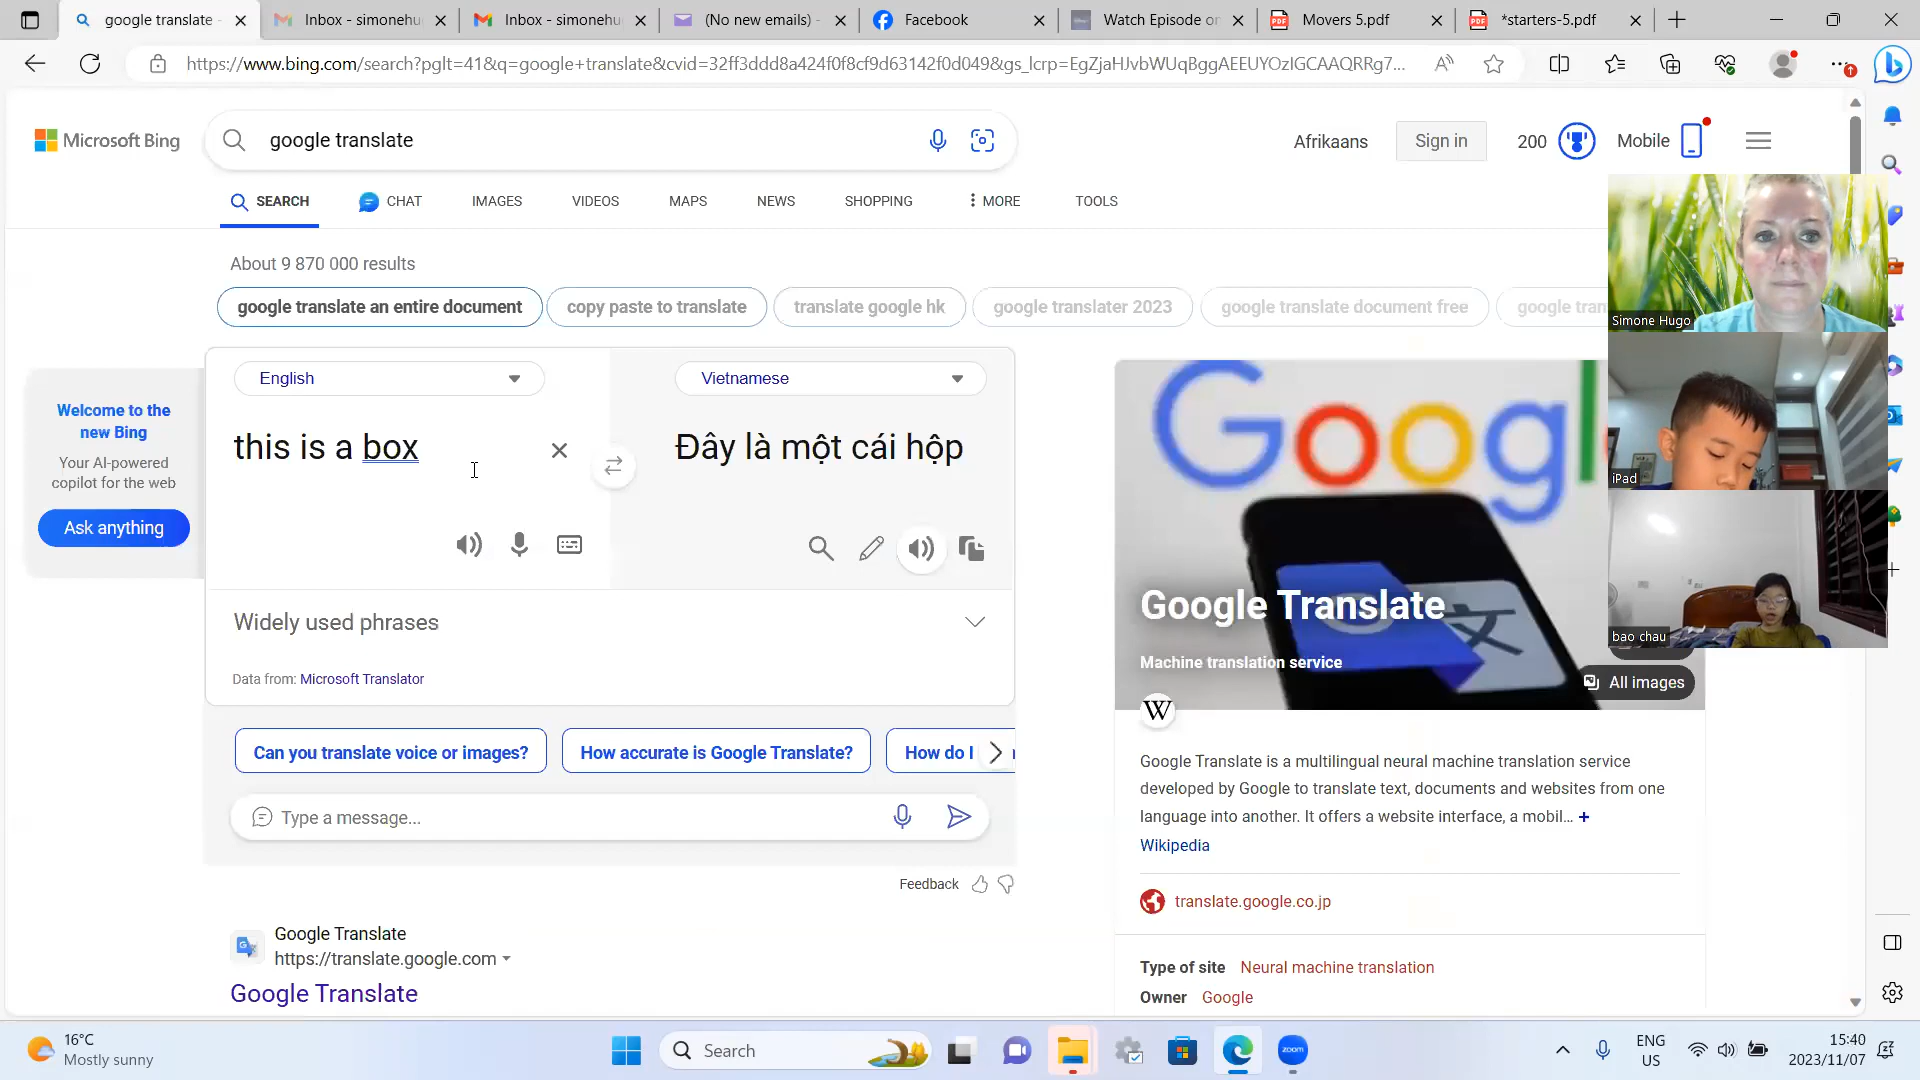 google translate -
Inbox - simonehu
Inbox - simonehu
(No new emails) -
Facebook
Watch Episode on
Movers 5.pdf
*starters-5.pdf
https://www.bing.com/search?pglt=41&q=google+translate&cvid=32ff3ddd8a424f0f8cf9d63142f0d049&gs_lcrp=EgZjaHJvbWUqBggAEEUYOzIGCAAQRRg7...
Microsoft Bing
google translate
Afrikaans
Sign in
200
Mobile
SEARCH
CHAT
IMAGES
VIDEOS
MAPS
NEWS
SHOPPING
MORE
TOOLS
About 9 870 000 results
google translate an entire document
copy paste to translate
translate google hk
google translater 2023
google translate document free
google tran
Simone Hugo
English
Vietnamese
Welcome to the
new Bing
Your AI-powered
copilot for the web
Ask anything
this is a box
Đây là một cái hộp
Googl
iPad
Widely used phrases
Google Translate
bao chau
Data from: Microsoft Translator
Machine translation service
All images
W
Can you translate voice or images?
How accurate is Google Translate?
How do I
Google Translate is a multilingual neural machine translation service
developed by Google to translate text, documents and websites from one
language into another. It offers a website interface, a mobil... +
Wikipedia
Type a message...
Feedback
translate.google.co.jp
Google Translate
https://translate.google.com
Google Translate
Type of site Neural machine translation
Owner Google
16°C
Mostly sunny
Search
zoom
ENG
US
15:40
2023/11/07